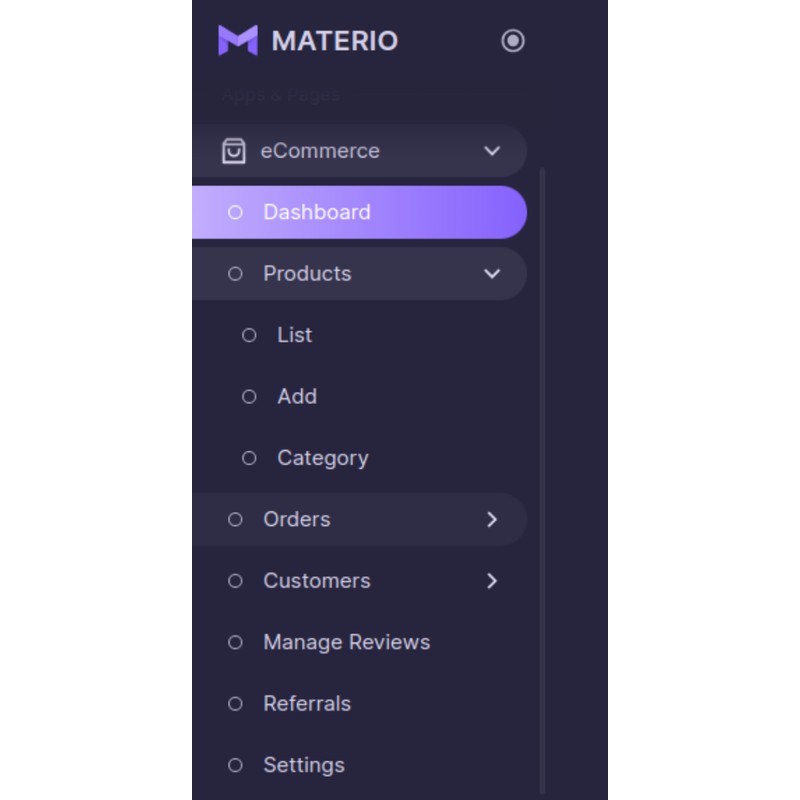 MATERIO
Apps & Pages
eCommerce
Dashboard
Products
List
Add
Category
Orders
Customers
Manage Reviews
Referrals
Settings